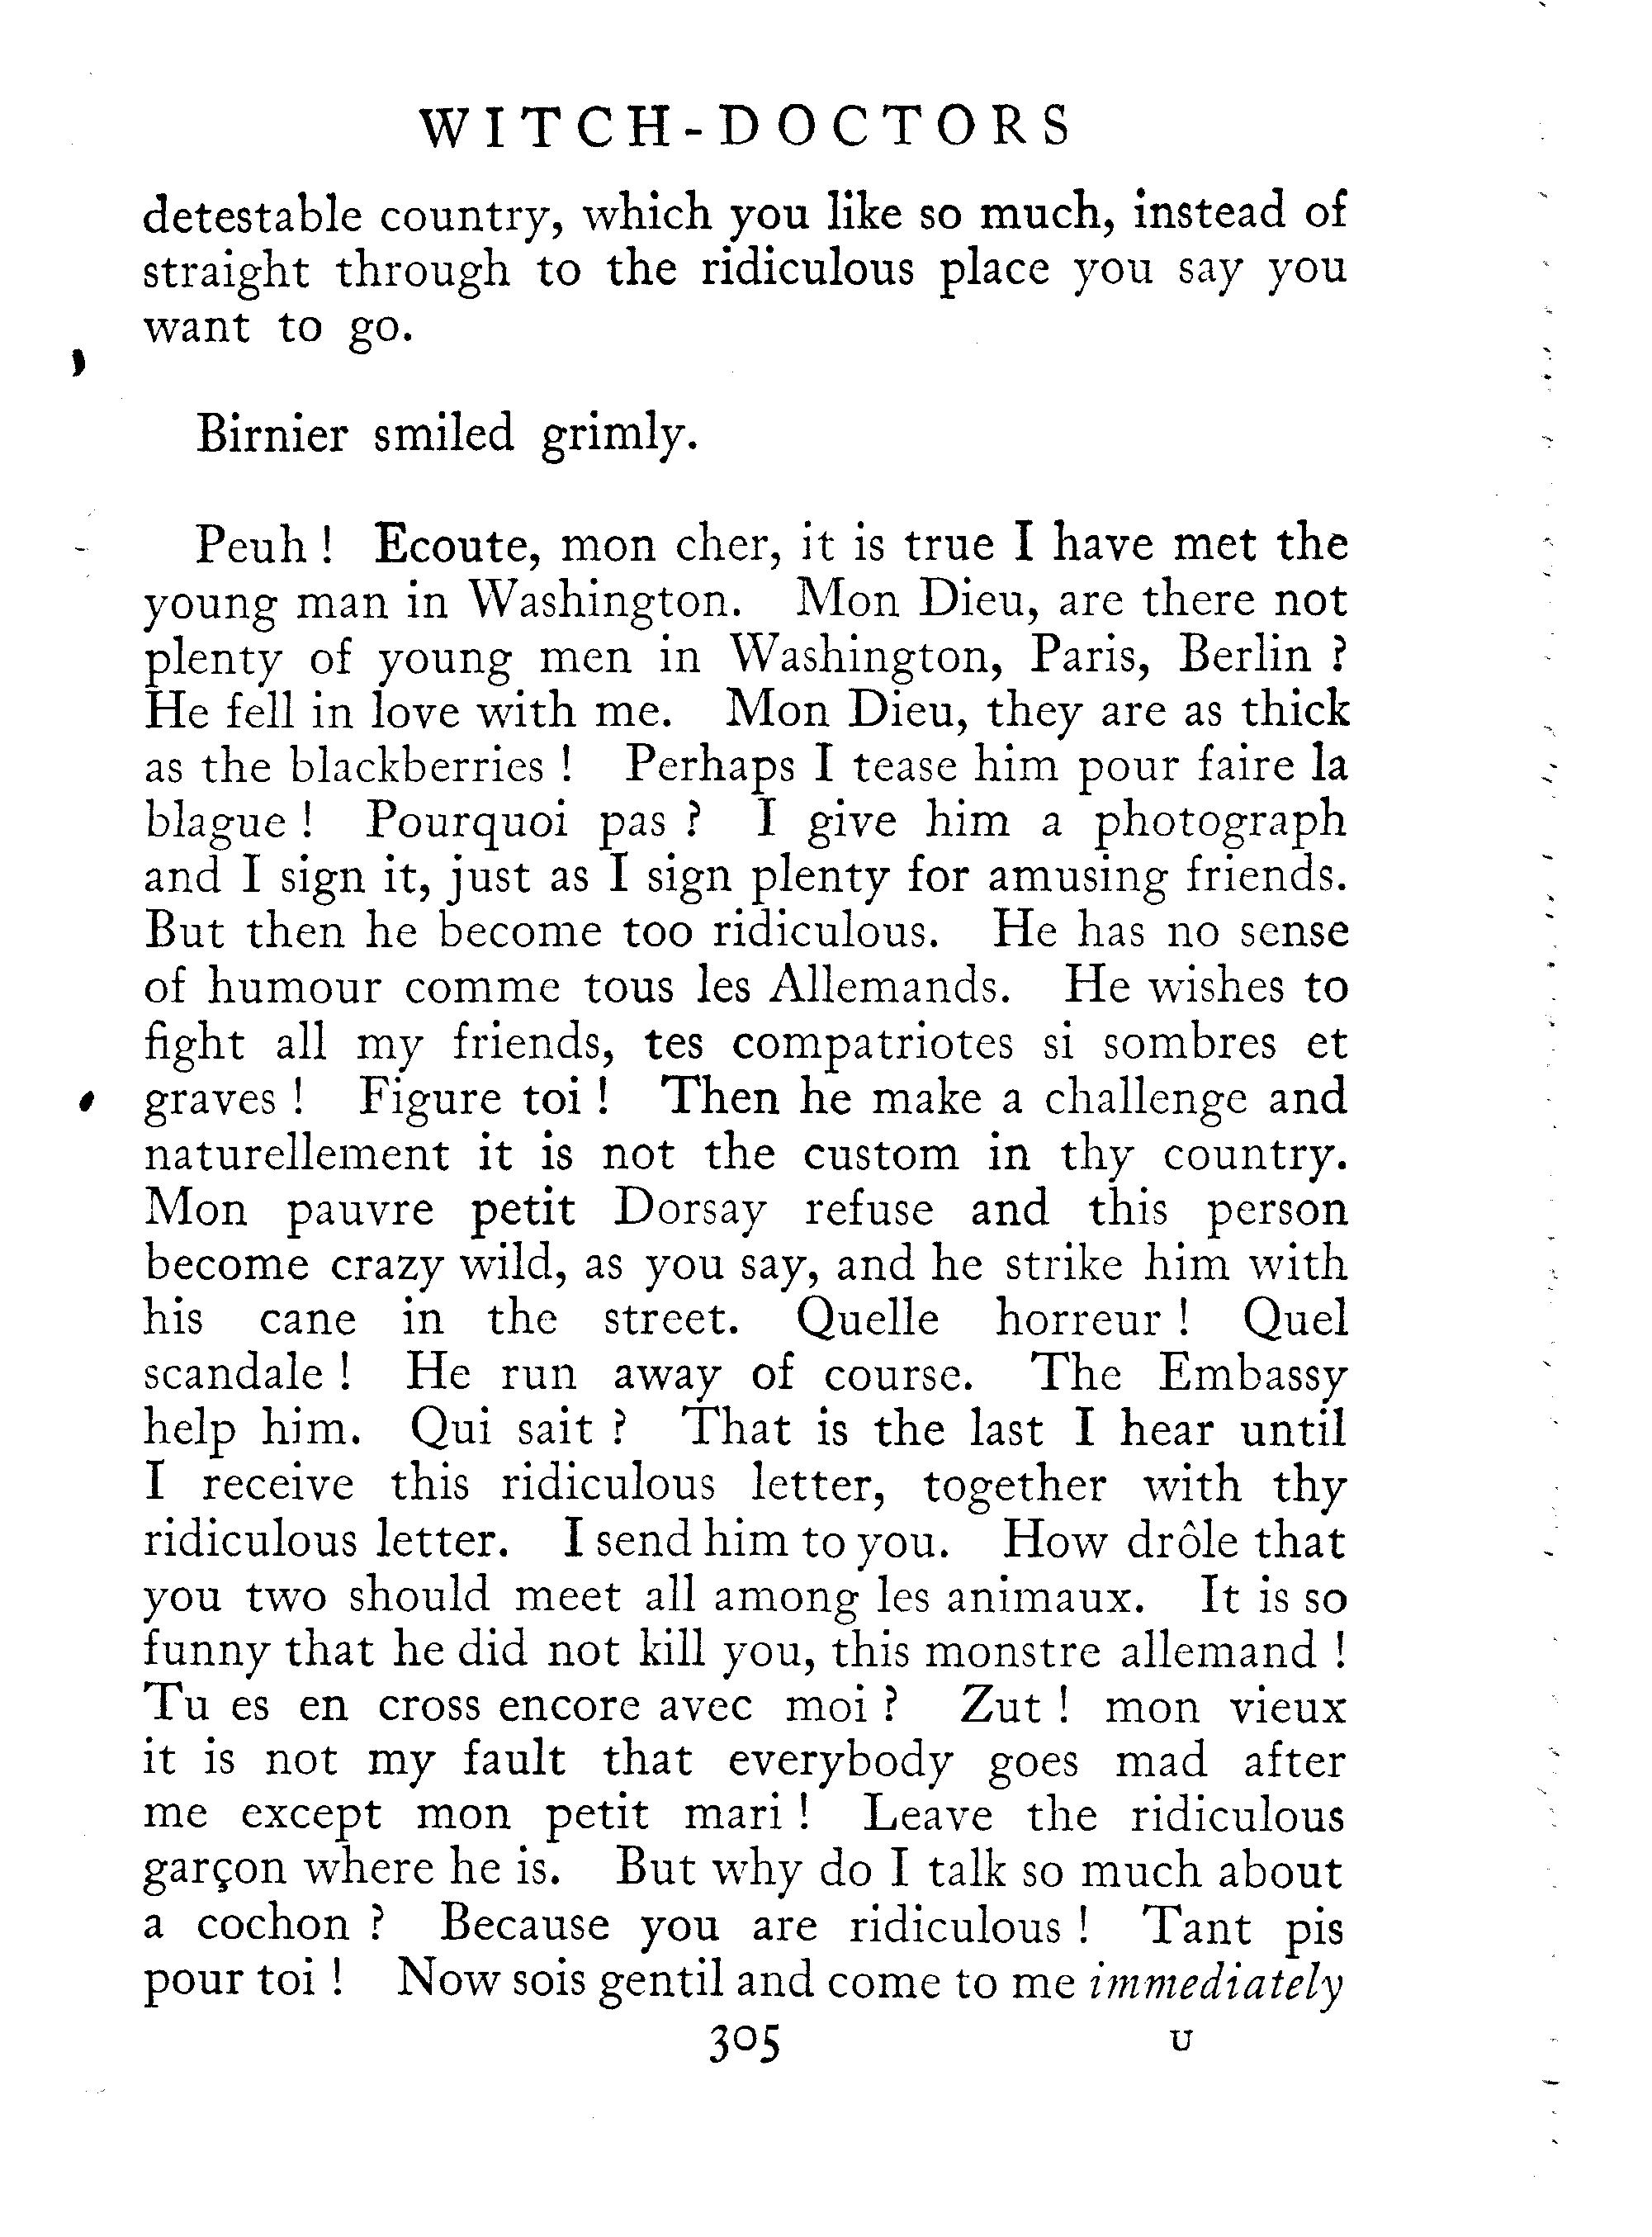 WITCH-DOCTORS
detestable country, which you like so much, instead of
straight through to the ridiculous place you say you
want to go.
Birnier smiled grimly.
Peuh ! Ecoute, mon cher, it is true I have met the
young man in Washington. Mon Dieu, are there not
plenty of young men in Washington, Paris, Berlin ?
He fell in love with me. Mon Dieu, they are as thick
as the blackberries ! Perhaps I tease him pour faire la
blague ! Pourquoi pas ? I give him a photograph
and I sign it, just as I sign plenty for amusing friends.
But then he become too ridiculous. He has no sense
of humour comme tous les Allemands. He wishes to
fight all my friends, tes compatriotes si sombres et
graves ! Figure toi ! Then he make a challenge and
naturellement it is not the custom in thy country.
Mon pauvre petit Dorsay refuse and this person
become crazy wild, as you say, and he strike him with
his cane in the street. Quelle horreur ! Quel
scandale ! He run away of course. The Embassy
help him. Qui sait ? That is the last I hear until
I receive this ridiculous letter, together with thy
ridiculous letter. I send him to you. How drôle that
you two should meet all among les animaux. It is so
funny that he did not kill you, this monstre allemand !
Tu es en cross encore avec moi ? Zut ! mon vieux
it is not my fault that everybody goes mad after
me except mon petit mari ! Leave the ridiculous
garçon where he is. But why do I talk so much about
a cochon ? Because you are ridiculous ! Tant pis
pour toi ! Now sois gentil and come to me immediately
305 U